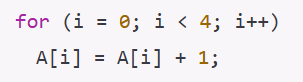 for (i = 0; i < 4; i++)
  A[i] = A[i] + 1;